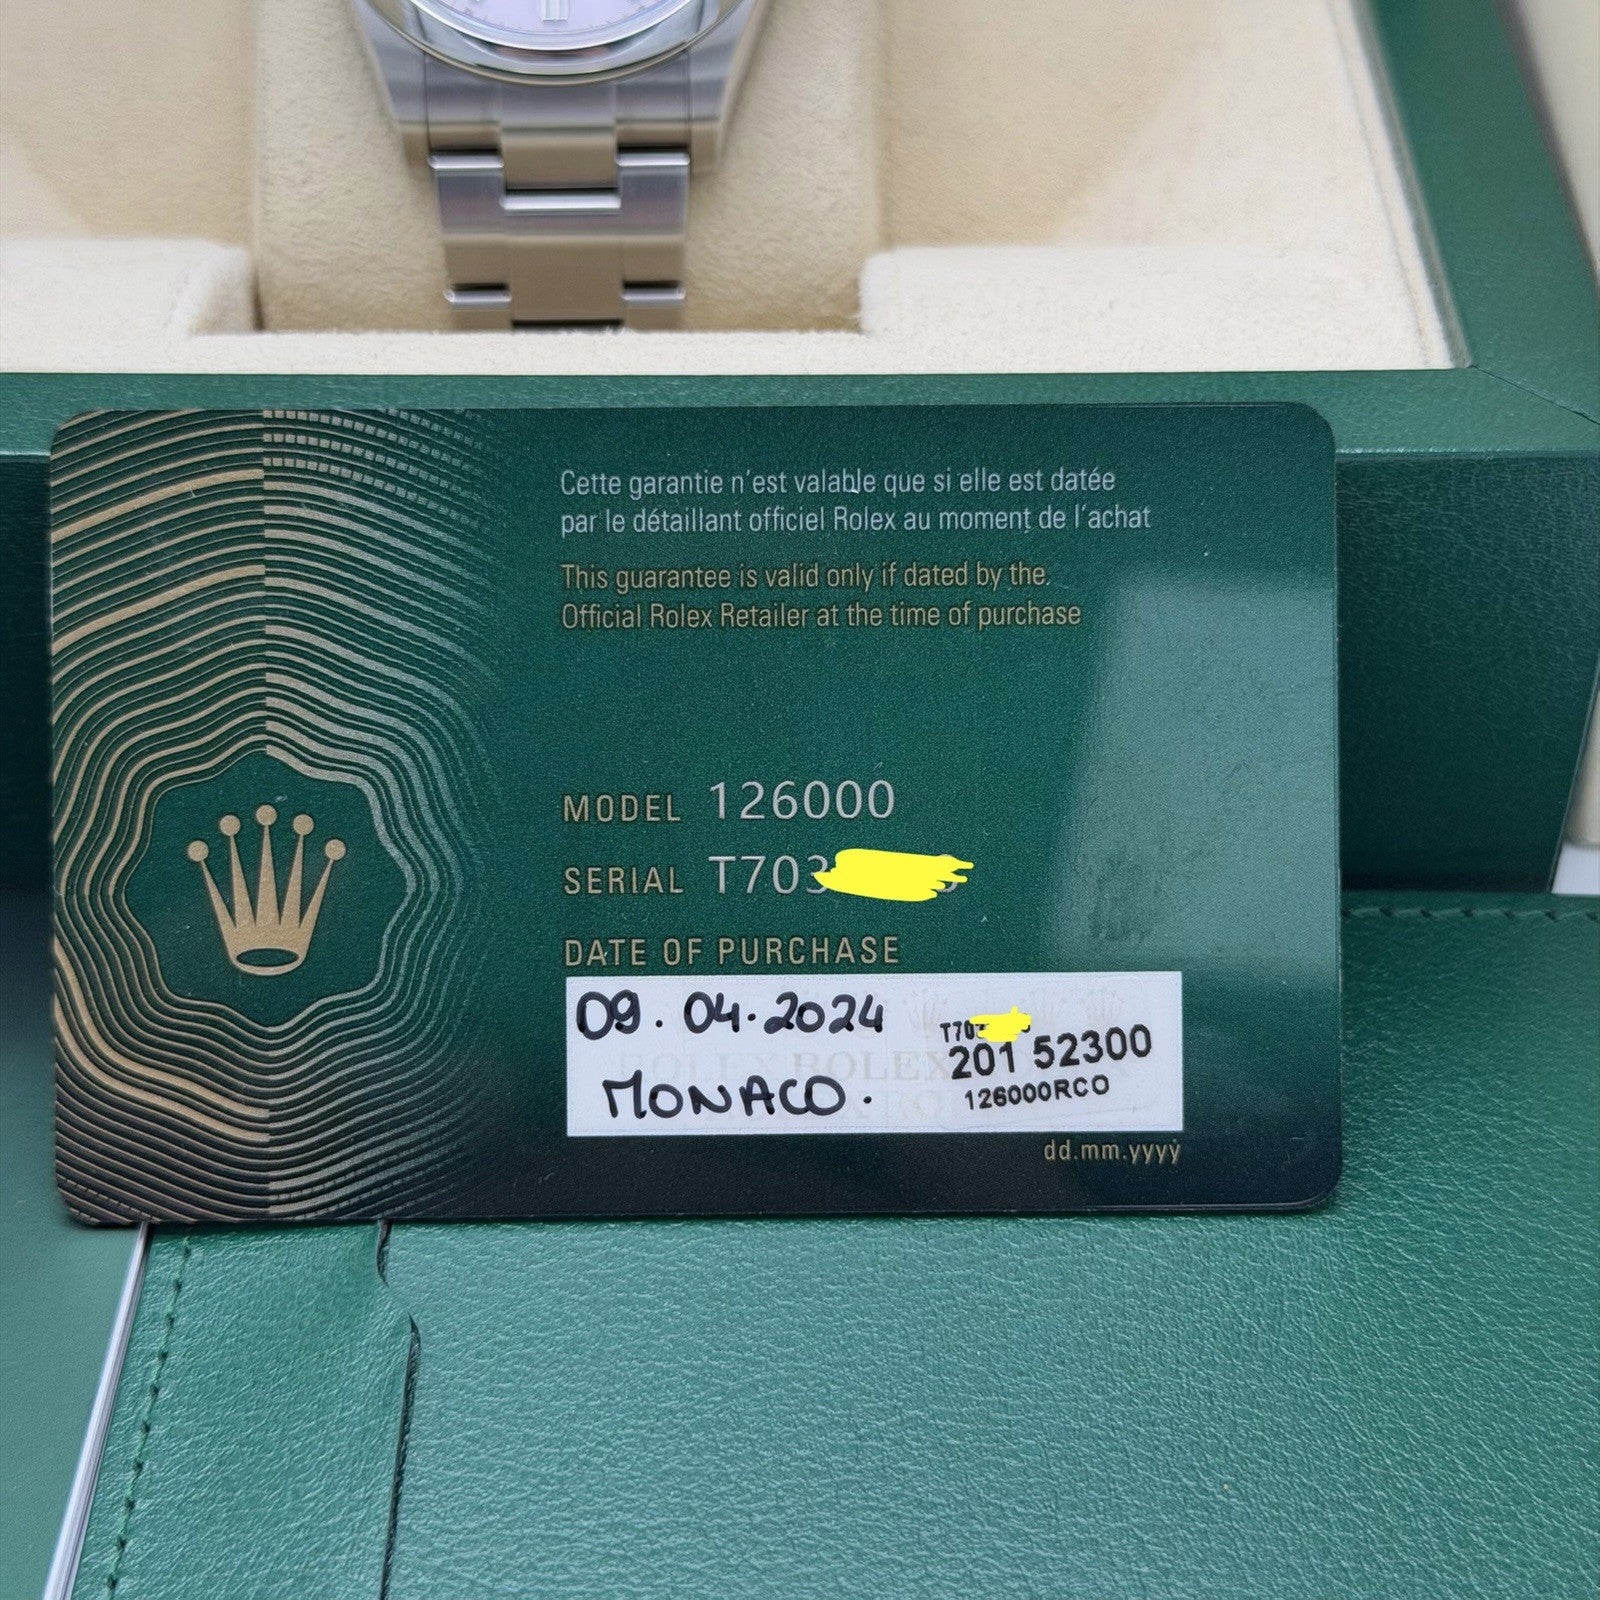 Cette garantie n'est valable que si elle est datée
par le détaillant officiel Rolex au moment de l'achat
This guarantee is valid only if dated by the
Official Rolex Retailer at the time of purchase
MODEL 126000
SERIAL T703
DATE OF PURCHASE
09.04.2024
MONACO.
T703
201 52300
126000RCO
ROLEX ROLEX
dd.mm.yyyy